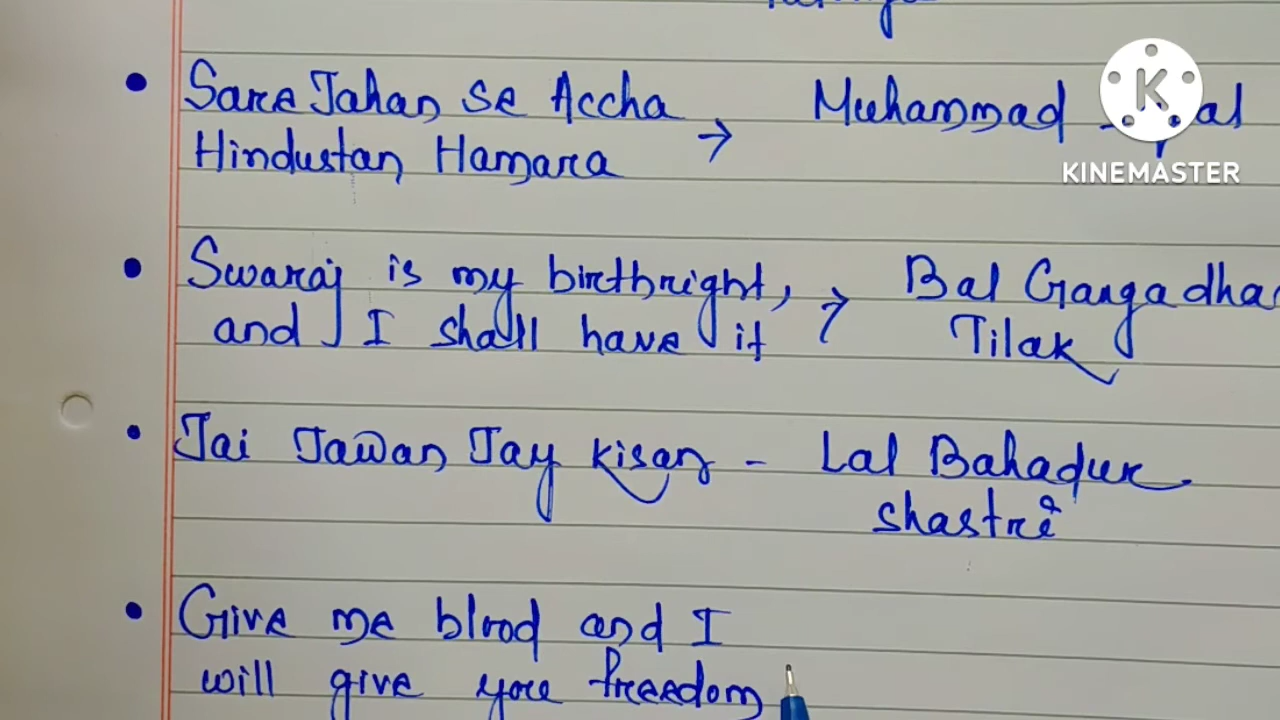 Sare Jahan se Accha → Muhammad
Hindustan Hamara
Swaraj is my birthright, → Bal Gangadhar
and I shall have it Tilak
Jai Jawan Jay kisan - Lal Bahadur
shastri
Give me blood and I
will give you freedom
K
KINEMASTER